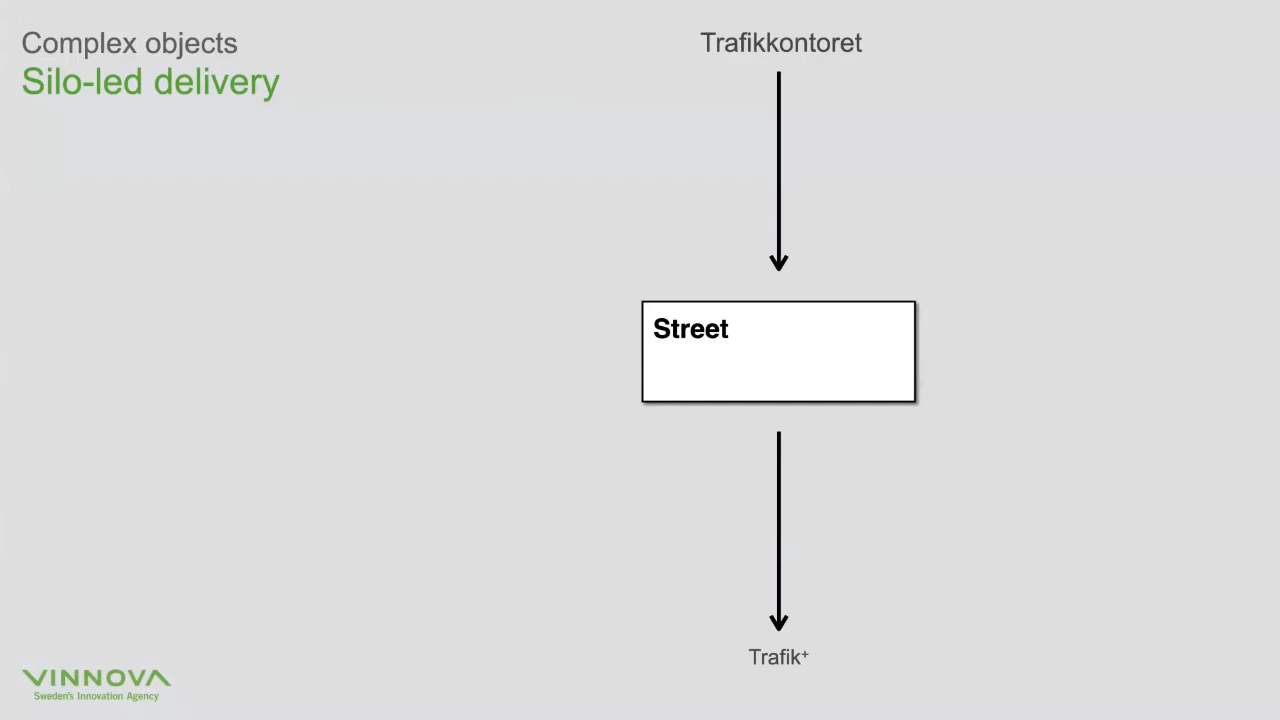 Complex objects
Silo-led delivery
Trafikkontoret
Street
Trafik⁺
VINNOVA
Sweden's Innovation Agency